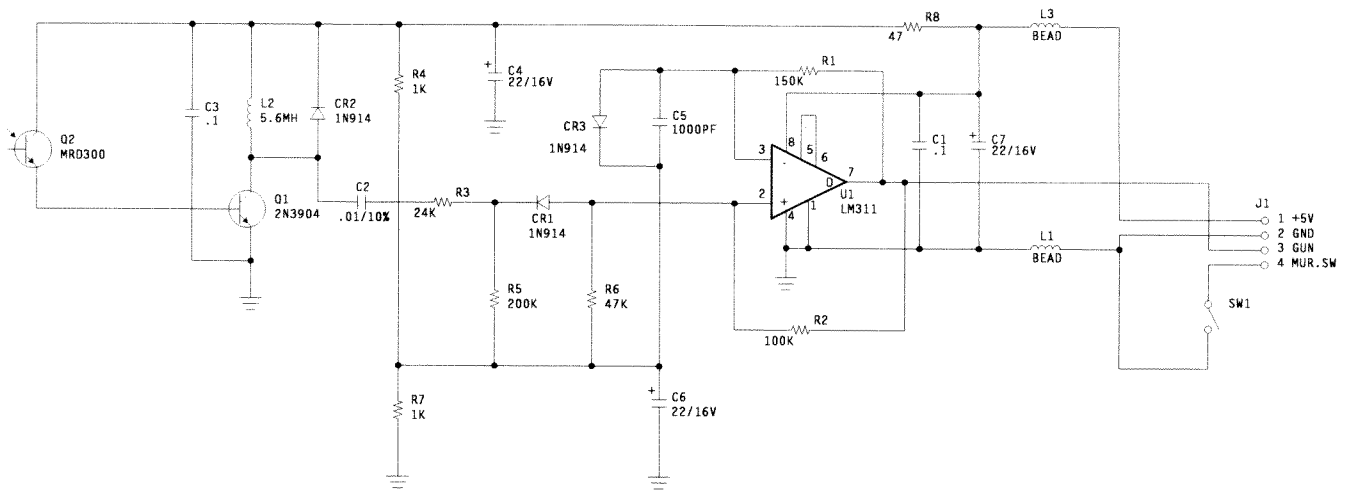 R8
47
L3
BEAD
R4
1K
C4
22/16V
R1
150K
C3
.1
L2
5.6MH
CR2
1N914
CR3
1N914
C5
1000PF
Q2
MRD300
8
5
6
3
-
7
C1
.1
C7
22/16V
Q1
2N3904
C2
.01/10%
R3
24K
CR1
1N914
2
+
4
1
D
U1
LM311
J1
1 +5V
2 GND
3 GUN
4 MUR.SW
L1
BEAD
R5
200K
R6
47K
R2
100K
SW1
R7
1K
C6
22/16V